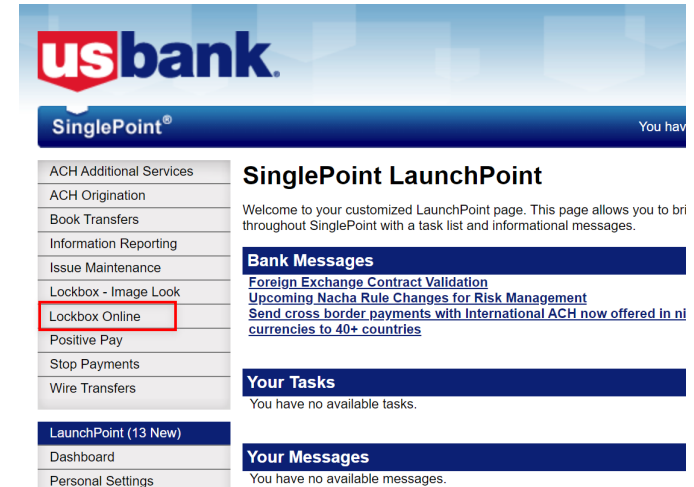 usbank.
SinglePoint®
You hav
ACH Additional Services
ACH Origination
Book Transfers
Information Reporting
Issue Maintenance
Lockbox - Image Look
Lockbox Online
Positive Pay
Stop Payments
Wire Transfers
LaunchPoint (13 New)
Dashboard
Personal Settings
SinglePoint LaunchPoint
Welcome to your customized LaunchPoint page. This page allows you to bri
throughout SinglePoint with a task list and informational messages.
Bank Messages
Foreign Exchange Contract Validation
Upcoming Nacha Rule Changes for Risk Management
Send cross border payments with International ACH now offered in ni
currencies to 40+ countries
Your Tasks
You have no available tasks.
Your Messages
You have no available messages.